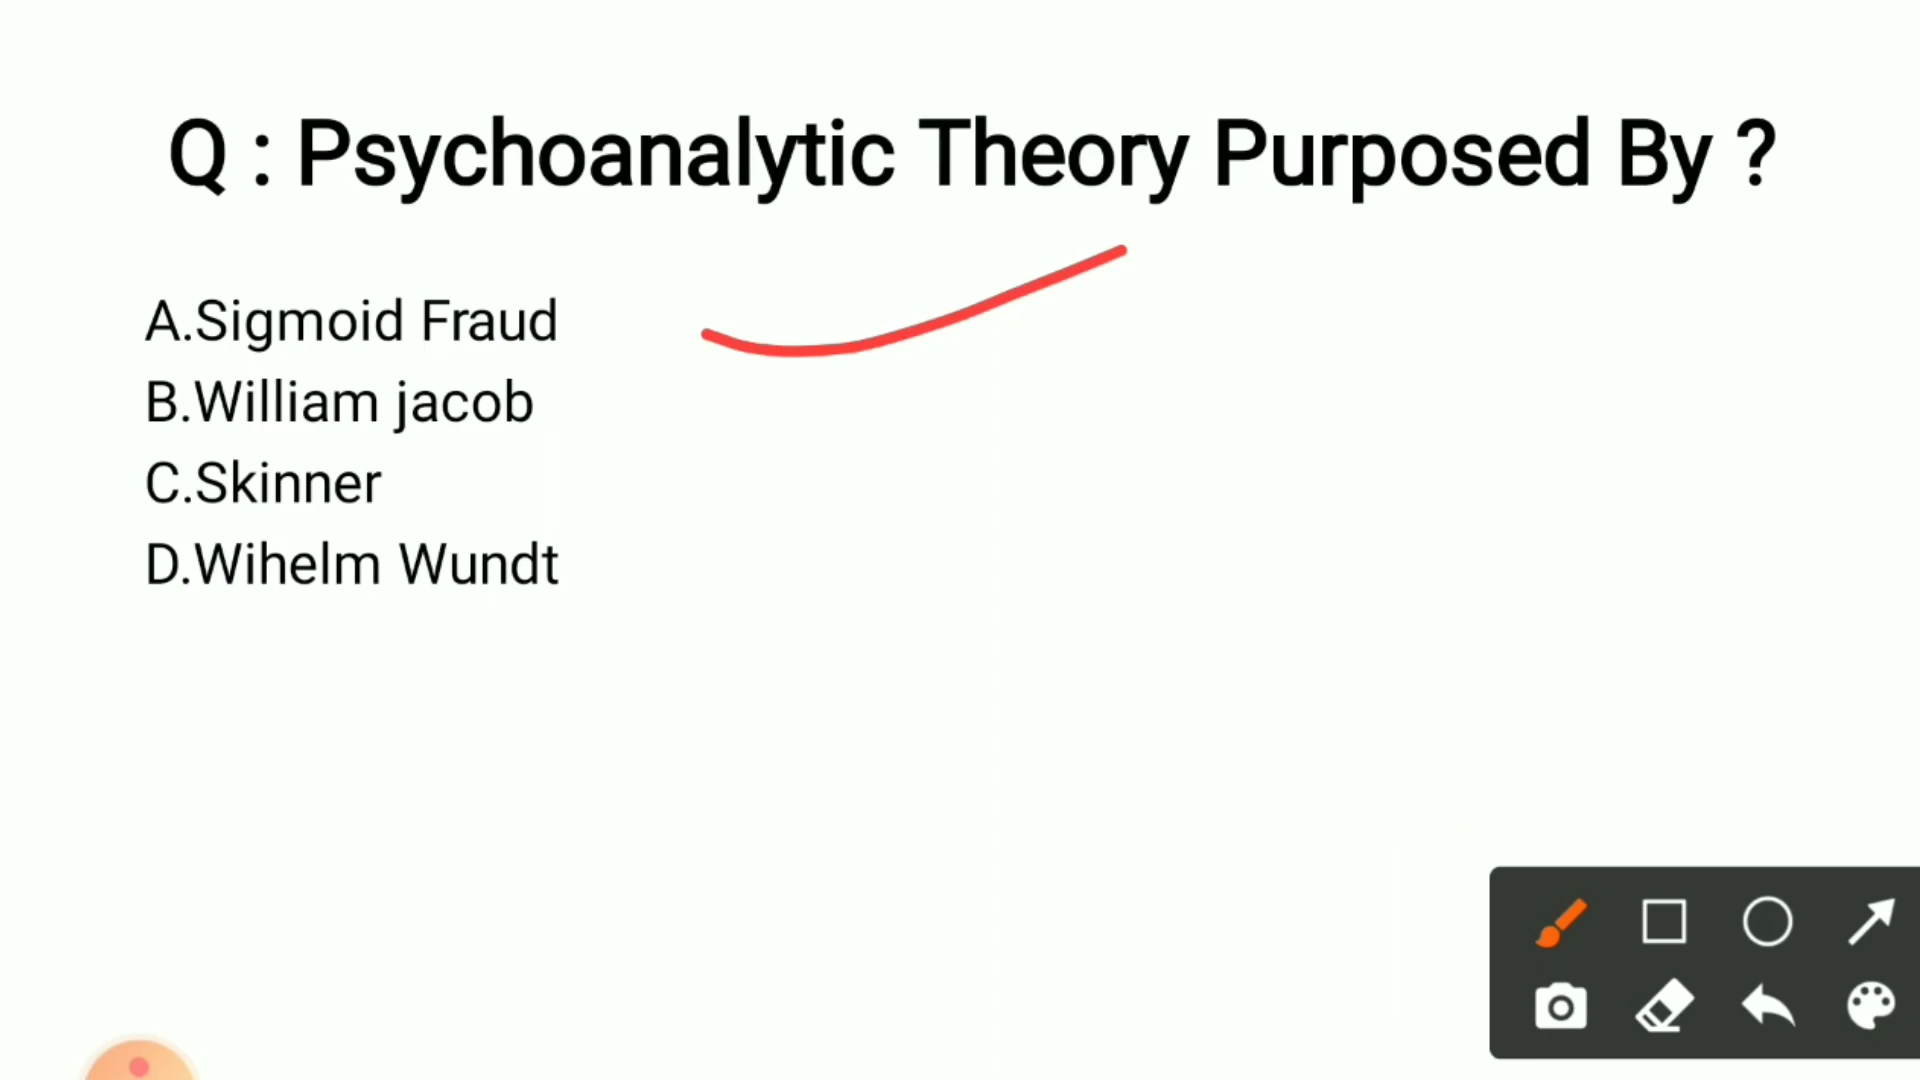 Q : Psychoanalytic Theory Purposed By ?
A.Sigmoid Fraud
B.William jacob
C.Skinner
D.Wihelm Wundt